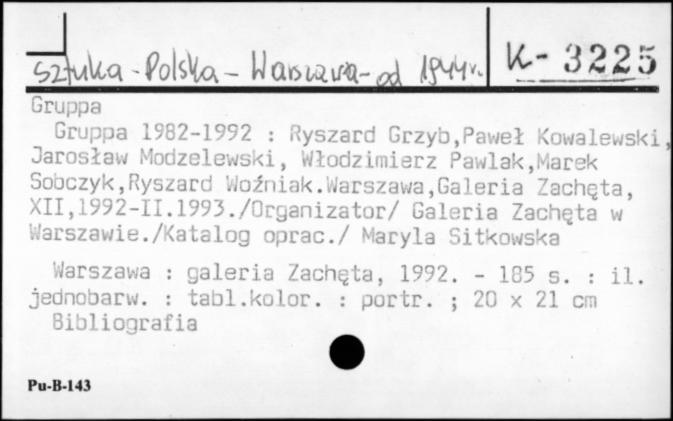 Sztuka - Polska - Warszawa - od 1944r.
K- 3225
Gruppa
Gruppa 1982-1992 : Ryszard Grzyb,Paweł Kowalewski,
Jarosław Modzelewski, Włodzimierz Pawlak,Marek
Sobczyk,Ryszard Woźniak.Warszawa,Galeria Zachęta,
XII,1992-II.1993./Organizator/ Galeria Zachęta w
Warszawie./Katalog oprac./ Maryla Sitkowska
Warszawa : galeria Zachęta, 1992. - 185 s. : il.
jednobarw. : tabl.kolor. : portr. ; 20 x 21 cm
Bibliografia
Pu-B-143